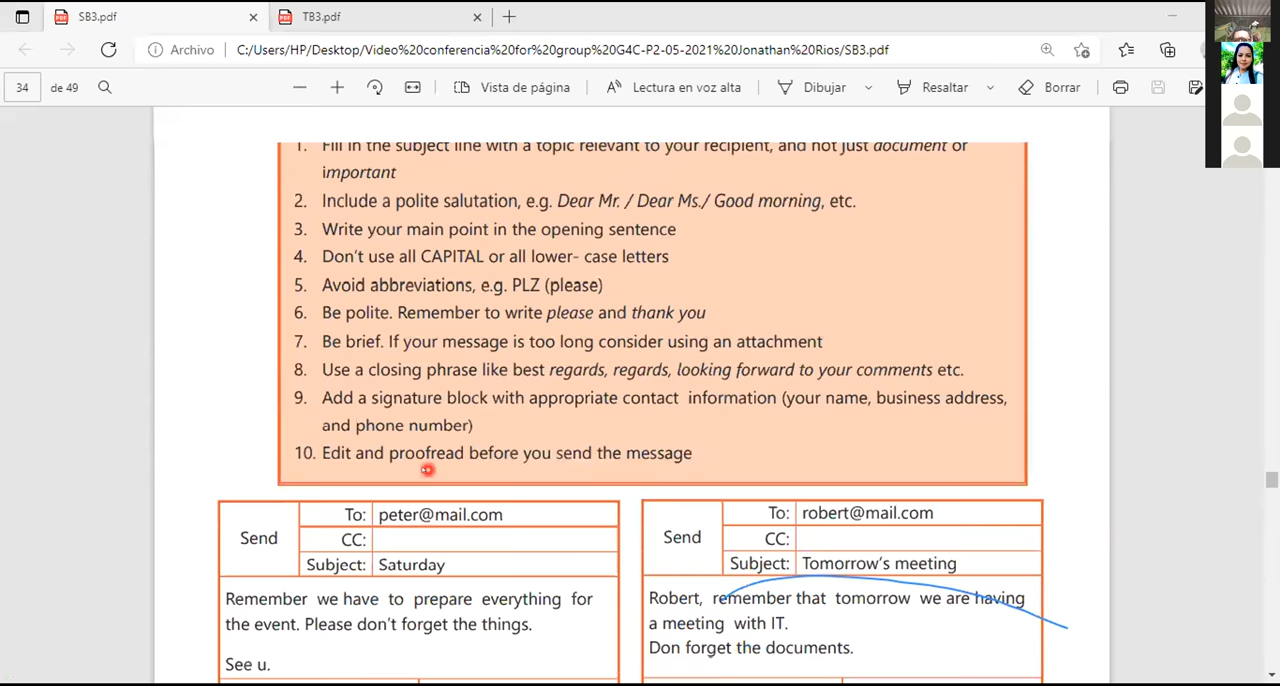 SB3.pdf
TB3.pdf
Archivo
C:/Users/HP/Desktop/Video%20conferencia%20for%20group%20G4C-P2-05-2021%20Jonathan%20Rios/SB3.pdf
34 de 49
Vista de página
Lectura en voz alta
Dibujar
Resaltar
Borrar
1. Fill in the subject line with a topic relevant to your recipient, and not just document or
important
2. Include a polite salutation, e.g. Dear Mr. / Dear Ms./ Good morning, etc.
3. Write your main point in the opening sentence
4. Don't use all CAPITAL or all lower- case letters
5. Avoid abbreviations, e.g. PLZ (please)
6. Be polite. Remember to write please and thank you
7. Be brief. If your message is too long consider using an attachment
8. Use a closing phrase like best regards, regards, looking forward to your comments etc.
9. Add a signature block with appropriate contact information (your name, business address,
and phone number)
10. Edit and proofread before you send the message
Send
To: peter@mail.com
CC:
Subject: Saturday
Remember we have to prepare everything for
the event. Please don't forget the things.
See u.
Send
To: robert@mail.com
CC:
Subject: Tomorrow's meeting
Robert, remember that tomorrow we are having
a meeting with IT.
Don forget the documents.